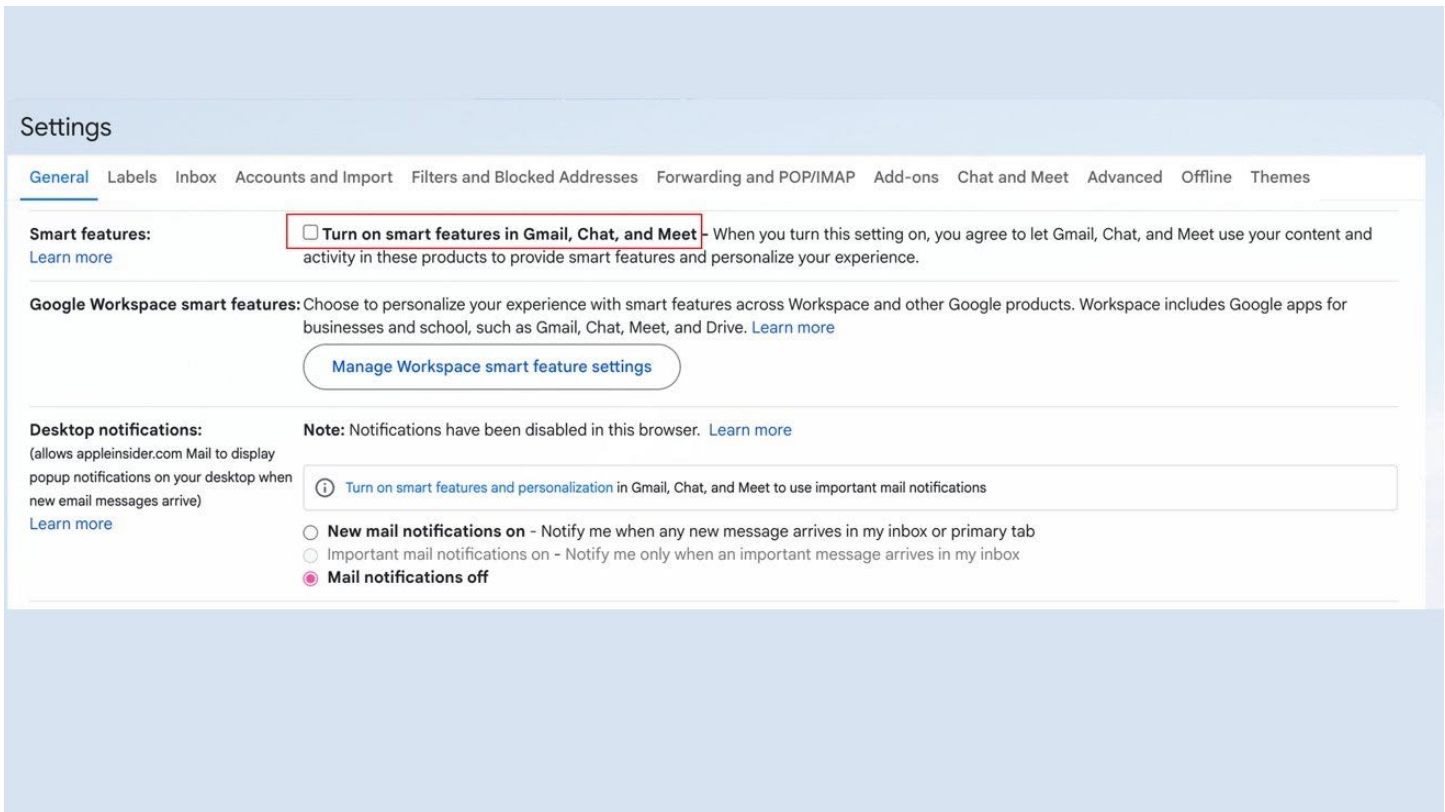 Settings
General Labels Inbox Accounts and Import Filters and Blocked Addresses Forwarding and POP/IMAP Add-ons Chat and Meet Advanced Offline Themes
Smart features:
Learn more
Turn on smart features in Gmail, Chat, and Meet - When you turn this setting on, you agree to let Gmail, Chat, and Meet use your content and
activity in these products to provide smart features and personalize your experience.
Google Workspace smart features:
Choose to personalize your experience with smart features across Workspace and other Google products. Workspace includes Google apps for
businesses and school, such as Gmail, Chat, Meet, and Drive. Learn more
Manage Workspace smart feature settings
Desktop notifications:
(allows appleinsider.com Mail to display
popup notifications on your desktop when
new email messages arrive)
Learn more
Note: Notifications have been disabled in this browser. Learn more
Turn on smart features and personalization in Gmail, Chat, and Meet to use important mail notifications
New mail notifications on - Notify me when any new message arrives in my inbox or primary tab
Important mail notifications on - Notify me only when an important message arrives in my inbox
Mail notifications off